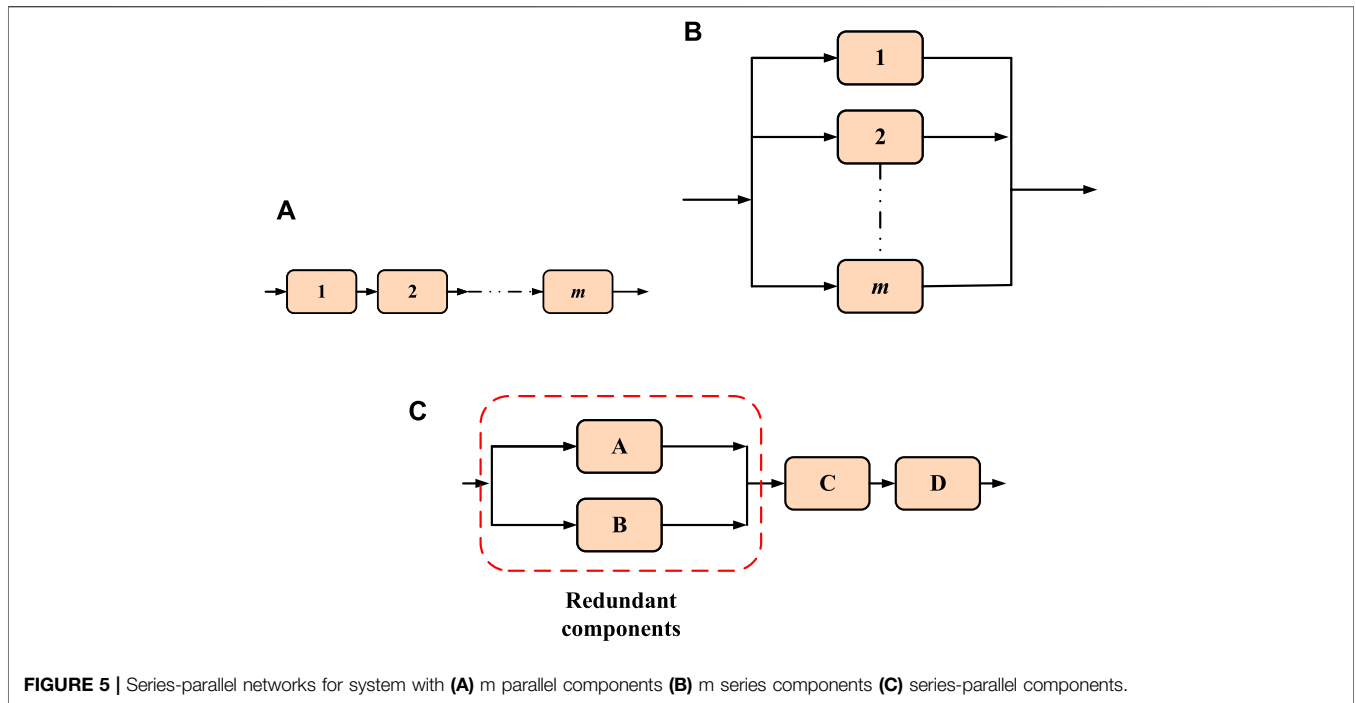 B
1
2
m
A
1
2
m
C
A
B
C
D
Redundant
components
FIGURE 5 | Series-parallel networks for system with (A) m parallel components (B) m series components (C) series-parallel components.